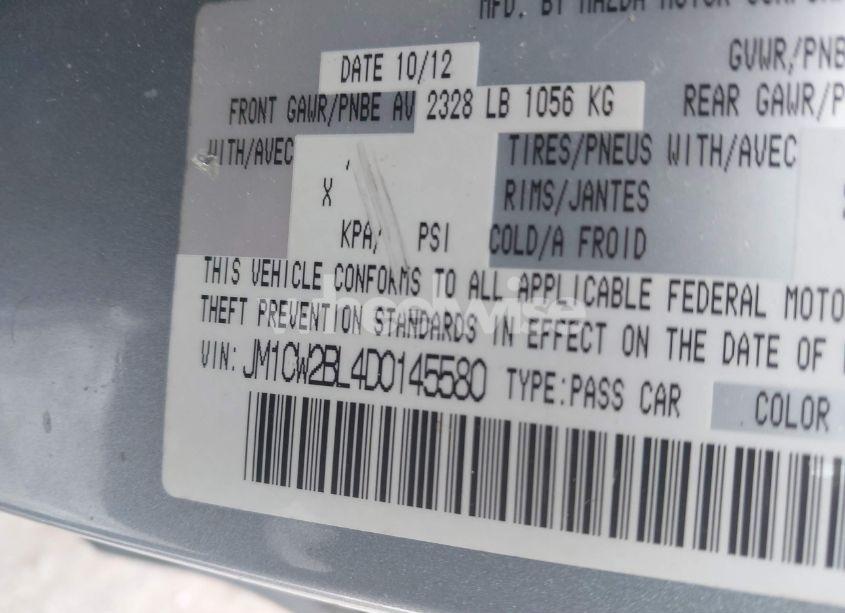 MFD. BY MAZDA MOTOR CORPORA
DATE 10/12
GVWR/PNB
FRONT GAWR/PNBE AV 2328 LB 1056 KG
REAR GAWR/P
WITH/AVEC
TIRES/PNEUS WITH/AVEC
X
RIMS/JANTES
KPA/ PSI COLD/A FROID
THIS VEHICLE CONFORMS TO ALL APPLICABLE FEDERAL MOTO
THEFT PREVENTION STANDARDS IN EFFECT ON THE DATE OF
VIN: JM1CW2BL4D0145580 TYPE:PASS CAR COLOR